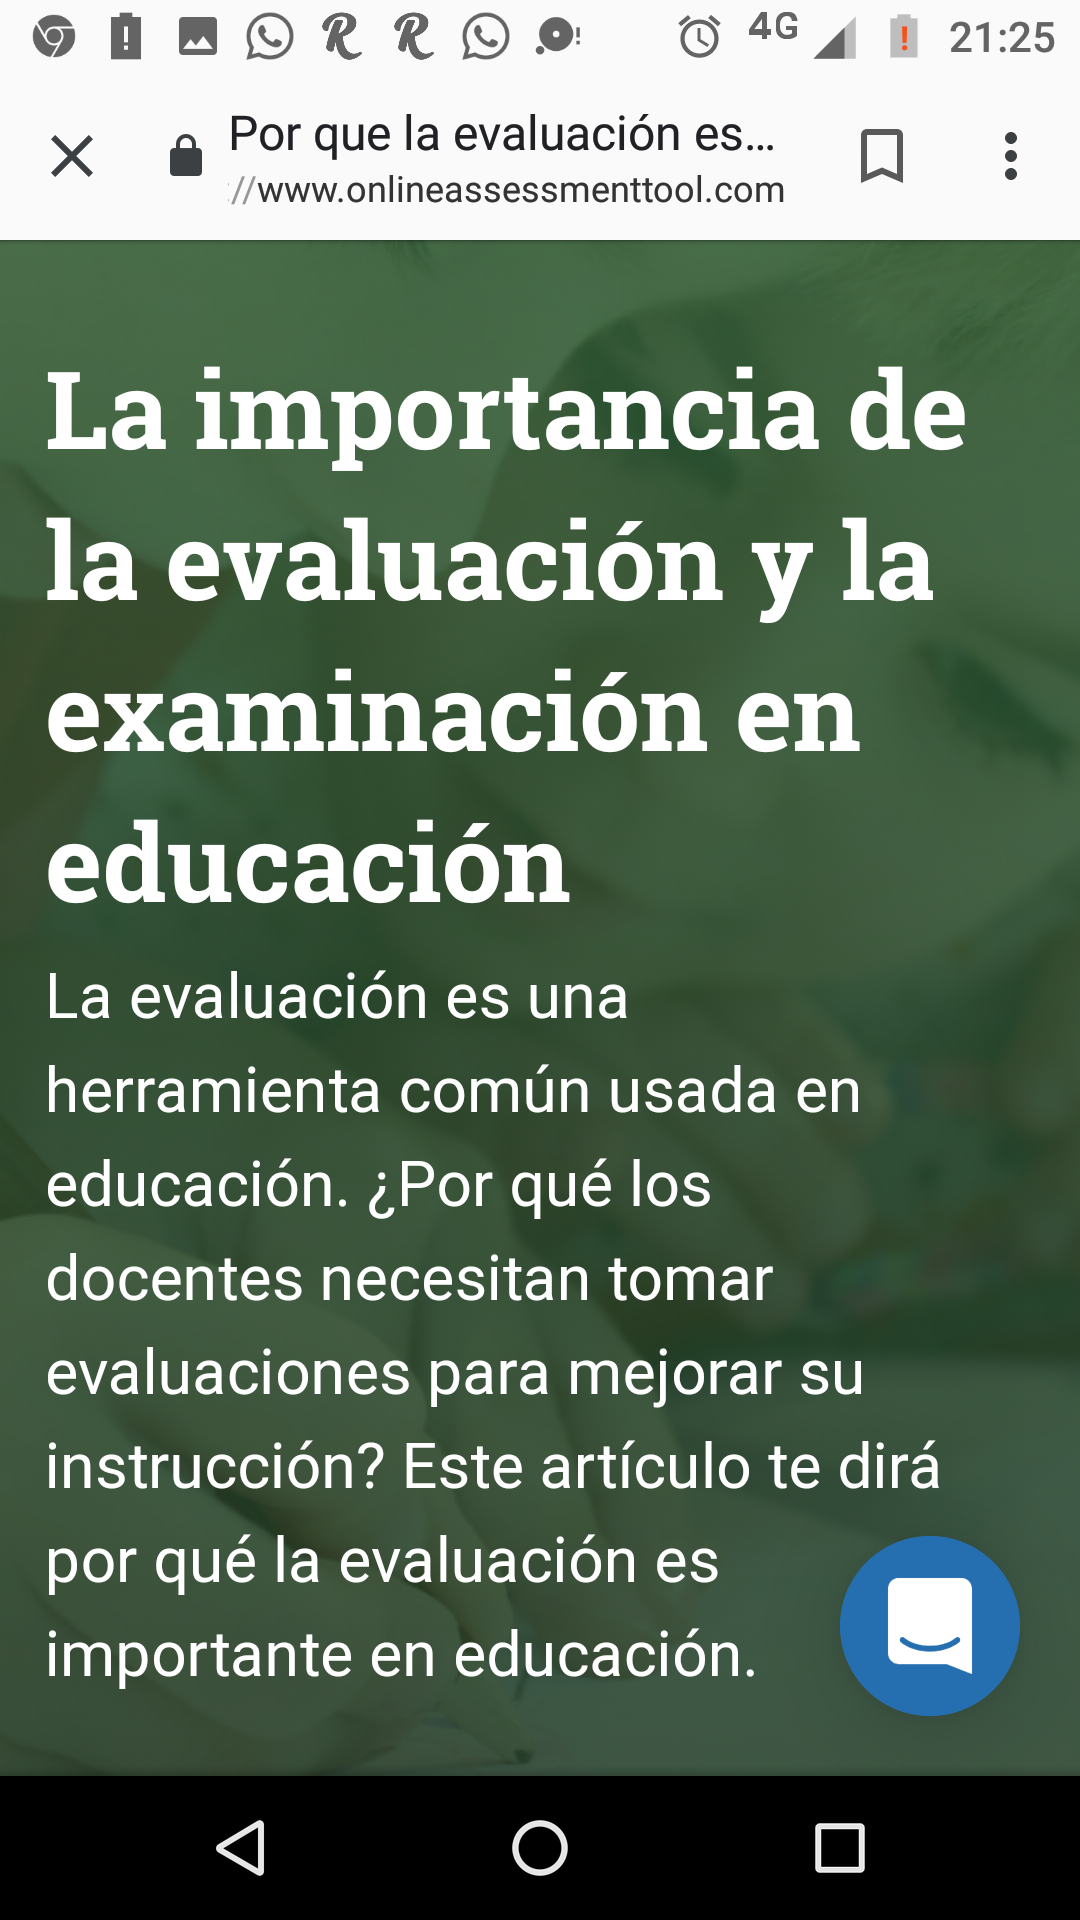 4G 21:25
Por que la evaluación es...
://www.onlineassessmenttool.com
La importancia de
la evaluación y la
examinación en
educación
La evaluación es una
herramienta común usada en
educación. ¿Por qué los
docentes necesitan tomar
evaluaciones para mejorar su
instrucción? Este artículo te dirá
por qué la evaluación es
importante en educación.